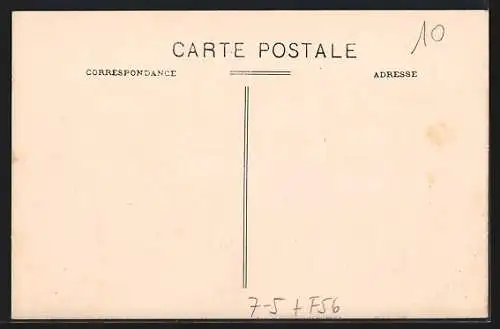 10
CARTE POSTALE
CORRESPONDANCE
ADRESSE
7-5 + F56